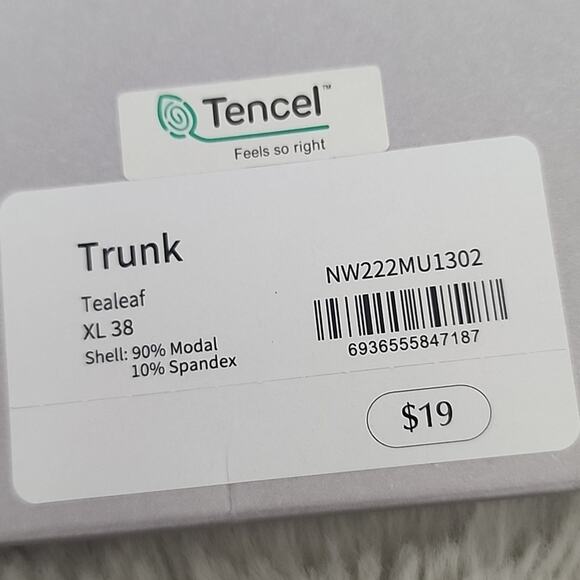 Tencel™
Feels so right
Trunk
Tealeaf
XL 38
Shell: 90% Modal
10% Spandex
NW222MU1302
6936555847187
$19